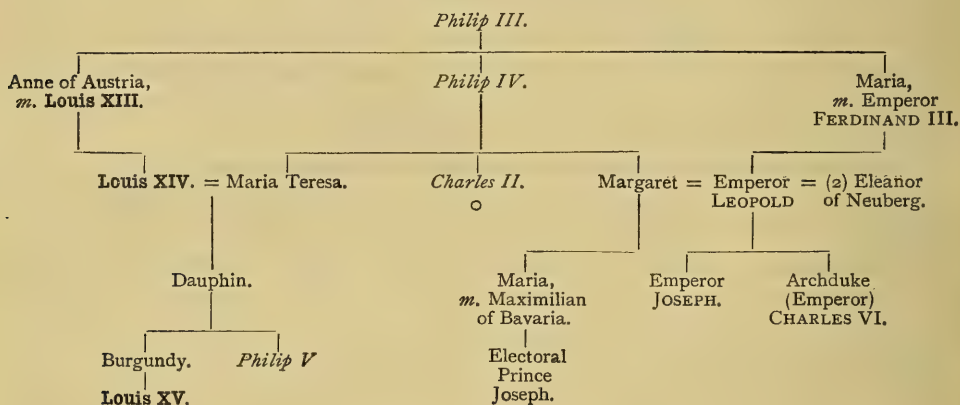 Philip III.
Anne of Austria,
m. Louis XIII.
Philip IV.
Maria,
m. Emperor
FERDINAND III.
Louis XIV. = Maria Teresa.
Charles II.
Margaret = Emperor = (2) Eleanor
LEOPOLD of Neuberg.
Dauphin.
Maria,
m. Maximilian
of Bavaria.
Emperor
JOSEPH.
Archduke
(Emperor)
CHARLES VI.
Burgundy.
Philip V
Electoral
Prince
Joseph.
Louis XV.